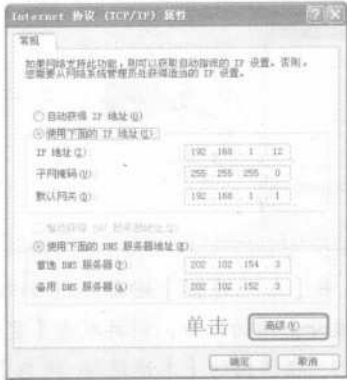 Internet 协议 (TCP/IP) 属性
常规
如果网络支持此功能，则可以获取自动指派的 IP 设置。否则，
您需要从网络系统管理员处获得适当的 IP 设置。
自动获得 IP 地址(O)
使用下面的 IP 地址(S):
IP 地址(I): 192 .168 . 1 . 12
子网掩码(U): 255 .255 .255 . 0
默认网关(D): 192 .168 . 1 . 1
自动获得 DNS 服务器地址(B)
使用下面的 DNS 服务器地址(E):
首选 DNS 服务器(P): 202 .102 .154 . 3
备用 DNS 服务器(A): 202 .102 .152 . 3
单击 高级(V)...
确定 取消